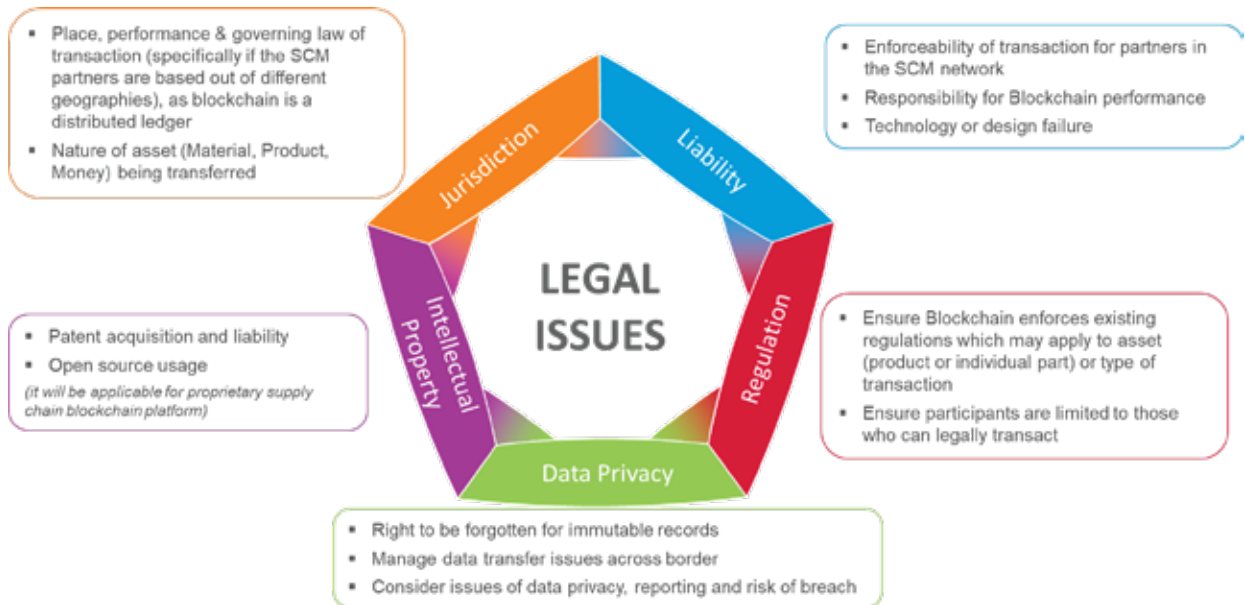 ▪ Place, performance & governing law of
transaction (specifically if the SCM
partners are based out of different
geographies), as blockchain is a
distributed ledger
▪ Nature of asset (Material, Product,
Money) being transferred
▪ Enforceability of transaction for partners in
the SCM network
▪ Responsibility for Blockchain performance
▪ Technology or design failure
Jurisdiction
Liability
LEGAL
ISSUES
Intellectual
Property
Regulation
Data Privacy
▪ Patent acquisition and liability
▪ Open source usage
(it will be applicable for proprietary supply
chain blockchain platform)
▪ Ensure Blockchain enforces existing
regulations which may apply to asset
(product or individual part) or type of
transaction
▪ Ensure participants are limited to those
who can legally transact
▪ Right to be forgotten for immutable records
▪ Manage data transfer issues across border
▪ Consider issues of data privacy, reporting and risk of breach